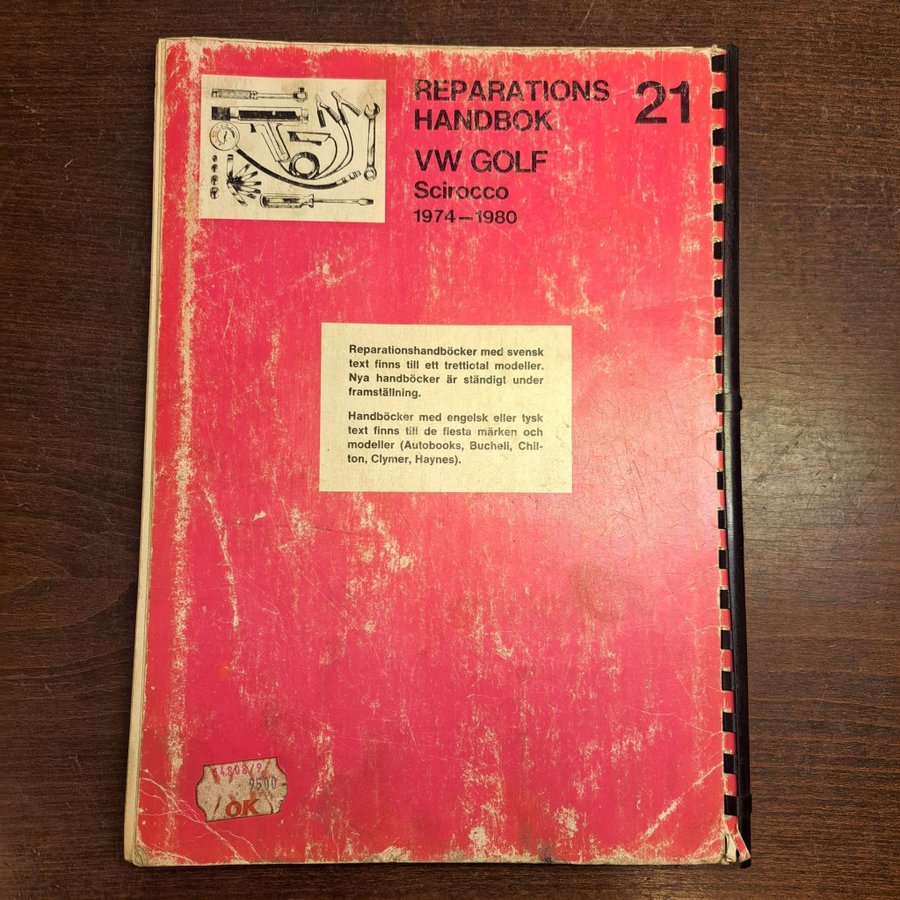 REPARATIONS 21
HANDBOK
VW GOLF
Scirocco
1974—1980
Reparationshandböcker med svensk
text finns till ett trettiotal modeller.
Nya handböcker är ständigt under
framställning.
Handböcker med engelsk eller tysk
text finns till de flesta märken och
modeller (Autobooks, Bucheli, Chil-
ton, Clymer, Haynes).
9500
OK